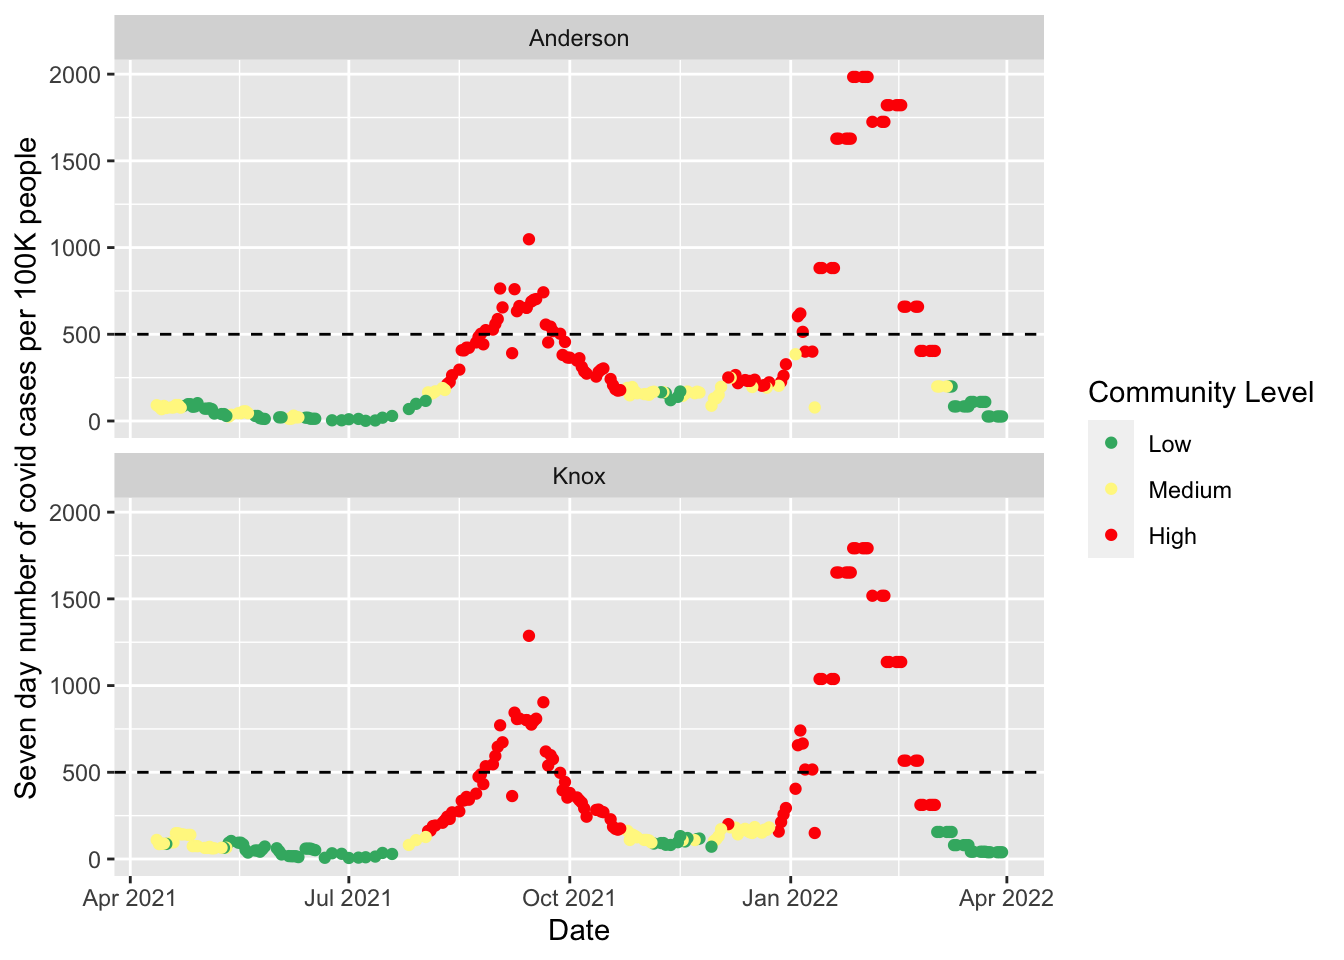 Anderson
2000
1500
1000
500
0
Knox
2000
1500
1000
500
0
Apr 2021 Jul 2021 Oct 2021 Jan 2022 Apr 2022
Date
Seven day number of covid cases per 100K people
Community Level
Low
Medium
High